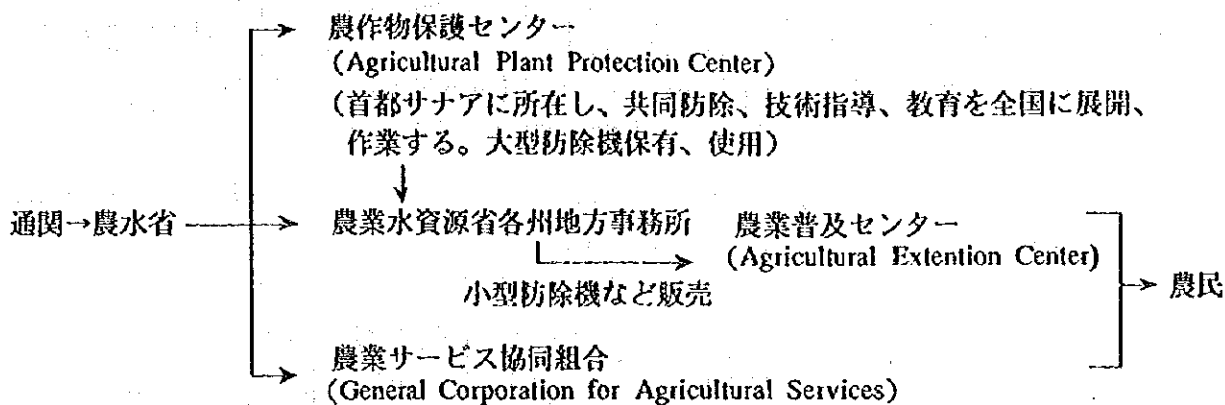 農作物保護センター
(Agricultural Plant Protection Center)
(首都サナアに所在し、共同防除、技術指導、教育を全国に展開、
作業する。大型防除機保有、使用)
通関→農水省
農業水資源省各州地方事務所
農業普及センター
(Agricultural Extention Center)
小型防除機など販売
農民
農業サービス協同組合
(General Corporation for Agricultural Services)